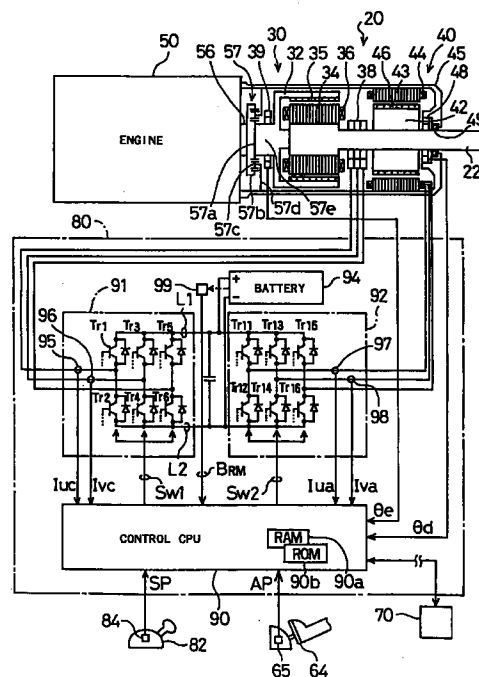 20
30
40
50
56 57 39 32 35 34 36 38 46 43 44 45 48
42
49
ENGINE
22
57a
57b
57d
57e
57c
80
99
BATTERY
94
+
−
91
L1
92
96
95
Tr1 Tr3 Tr5
Tr11 Tr13 Tr15
97
Tr2 Tr4 Tr6
Tr12 Tr14 Tr16
98
L2
Iuc Ivc
SW1
BRM
SW2
Iua Iva
θe
θd
CONTROL CPU
RAM
ROM
90b
90a
SP
90
AP
70
84
82
65
64